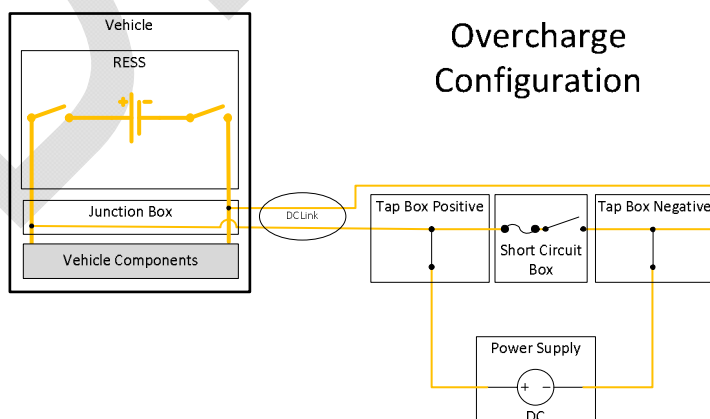 Vehicle
RESS
+ -
Overcharge
Configuration
Junction Box
DC Link
Tap Box Positive
Tap Box Negative
Short Circuit
Box
Vehicle Components
Power Supply
+ -
DC